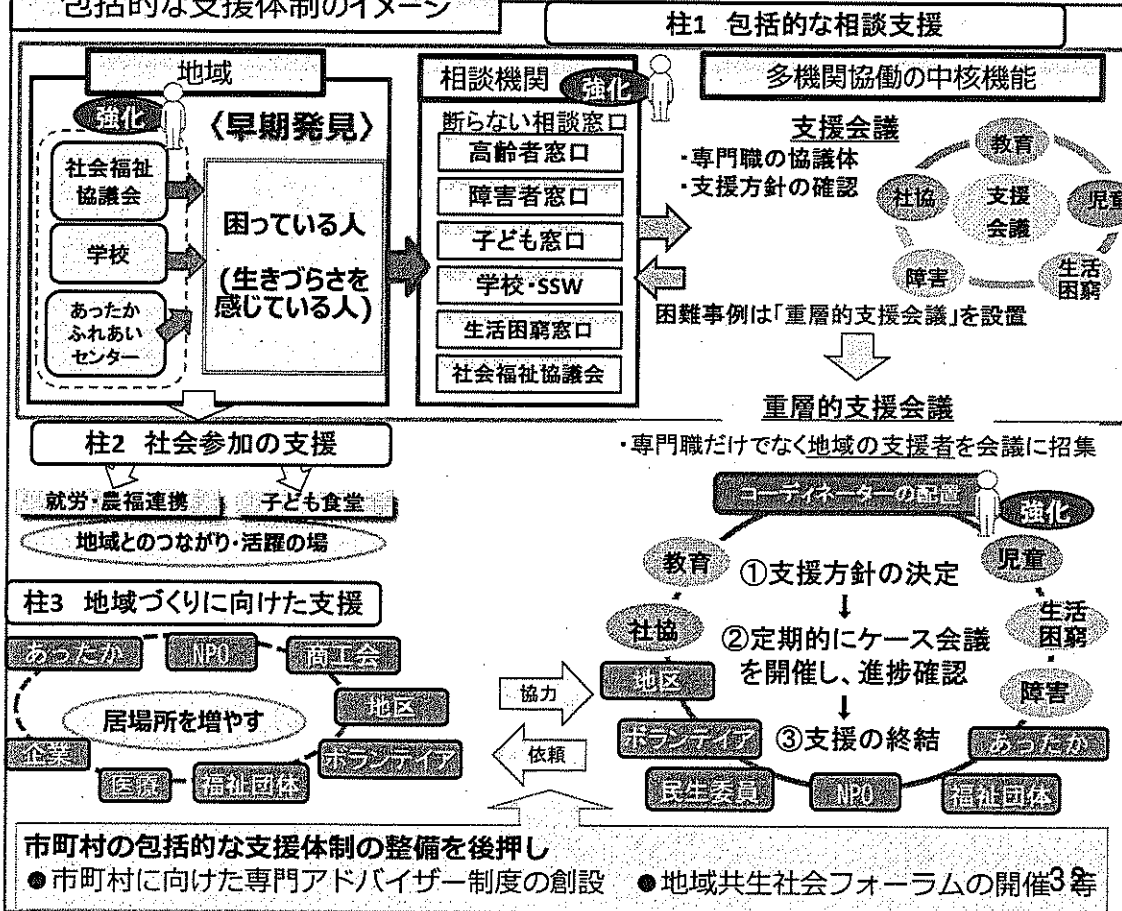 包括的な支援体制のイメージ
柱1 包括的な相談支援
地域
強化
〈早期発見〉
社会福祉
協議会
学校
あったか
ふれあい
センター
困っている人
(生きづらさを
感じている人)
相談機関
強化
断らない相談窓口
高齢者窓口
障害者窓口
子ども窓口
学校・SSW
生活困窮窓口
社会福祉協議会
多機関協働の中核機能
支援会議
・専門職の協議体
・支援方針の確認
教育
社協
支援
会議
児童
障害
生活
困窮
困難事例は「重層的支援会議」を設置
重層的支援会議
・専門職だけでなく地域の支援者を会議に招集
コーディネーターの配置
強化
教育
児童
①支援方針の決定
社協
生活
困窮
②定期的にケース会議
を開催し、進捗確認
地区
障害
ボランティア
③支援の終結
あったか
民生委員
NPO
福祉団体
柱2 社会参加の支援
就労・農福連携
子ども食堂
地域とのつながり・活躍の場
柱3 地域づくりに向けた支援
あったか
NPO
商工会
地区
居場所を増やす
企業
ボランティア
医療
福祉団体
協力
依頼
市町村の包括的な支援体制の整備を後押し
●市町村に向けた専門アドバイザー制度の創設 ●地域共生社会フォーラムの開催 等